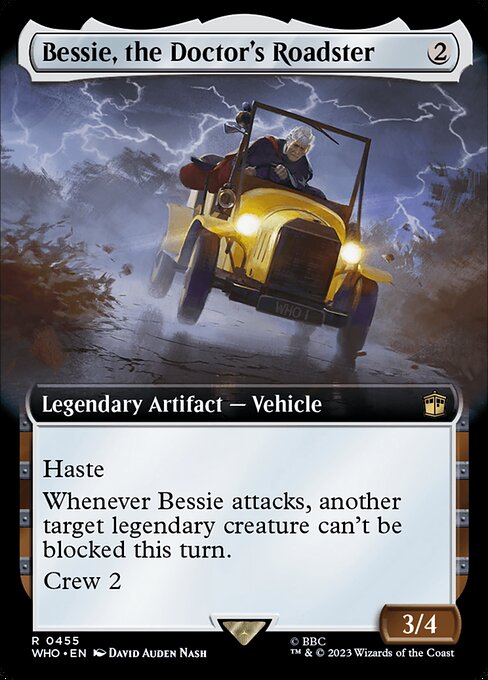 Bessie, the Doctor's Roadster 2
WHO 1
Legendary Artifact — Vehicle
Haste
Whenever Bessie attacks, another
target legendary creature can't be
blocked this turn.
Crew 2
3/4
R 0455
WHO • EN DAVID AUDEN NASH
© BBC
™ & © 2023 Wizards of the Coast